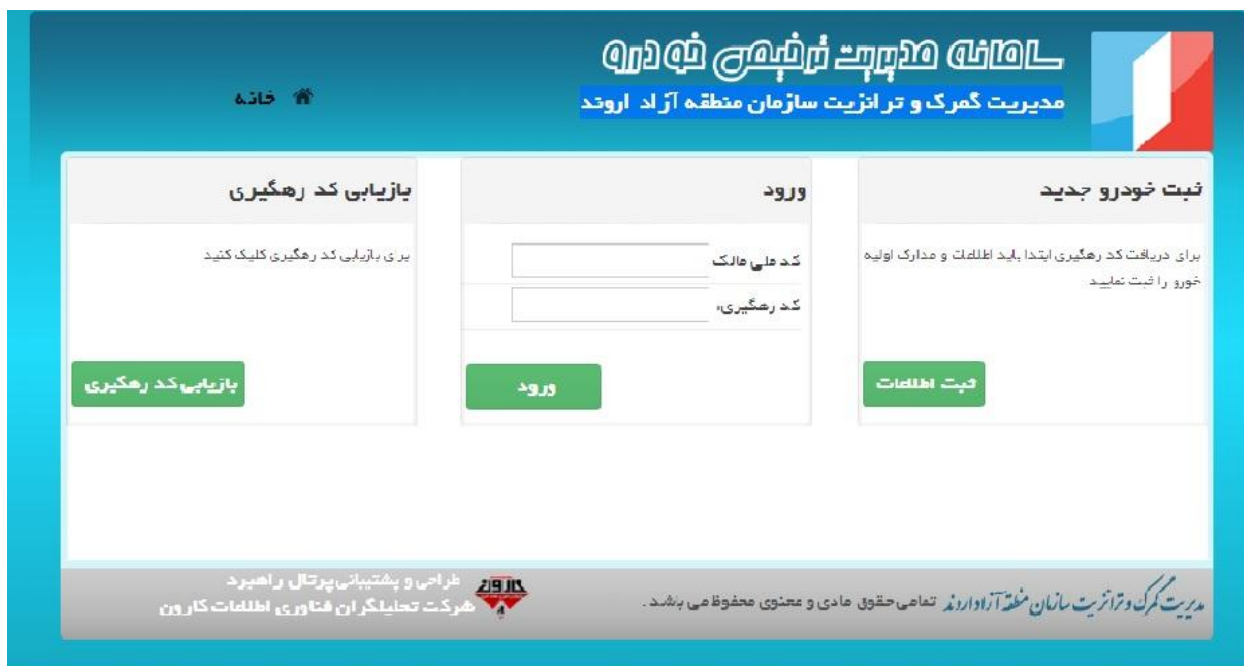 سامانه مدیریت ترخیص خودرو
مدیریت گمرک و ترانزیت سازمان منطقه آزاد اروند
خانه
ثبت خودرو جدید
برای دریافت کد رهگیری ابتدا باید اطلاعات و مدارک اولیه
خورو را ثبت نمایید
ثبت اطلاعات
ورود
کد ملی مالک
کد رهگیری:
ورود
بازیابی کد رهگیری
برای بازیابی کد رهگیری کلیک کنید
بازیابی کد رهگیری
مدیریت گمرک و ترانزیت سازمان منطقه آزاد اروند تمامی حقوق مادی و معنوی محفوظ می باشد .
کارون
طراحی و پشتیبانی پرتال راهبرد
شرکت تحلیلگران فناوری اطلاعات کارون